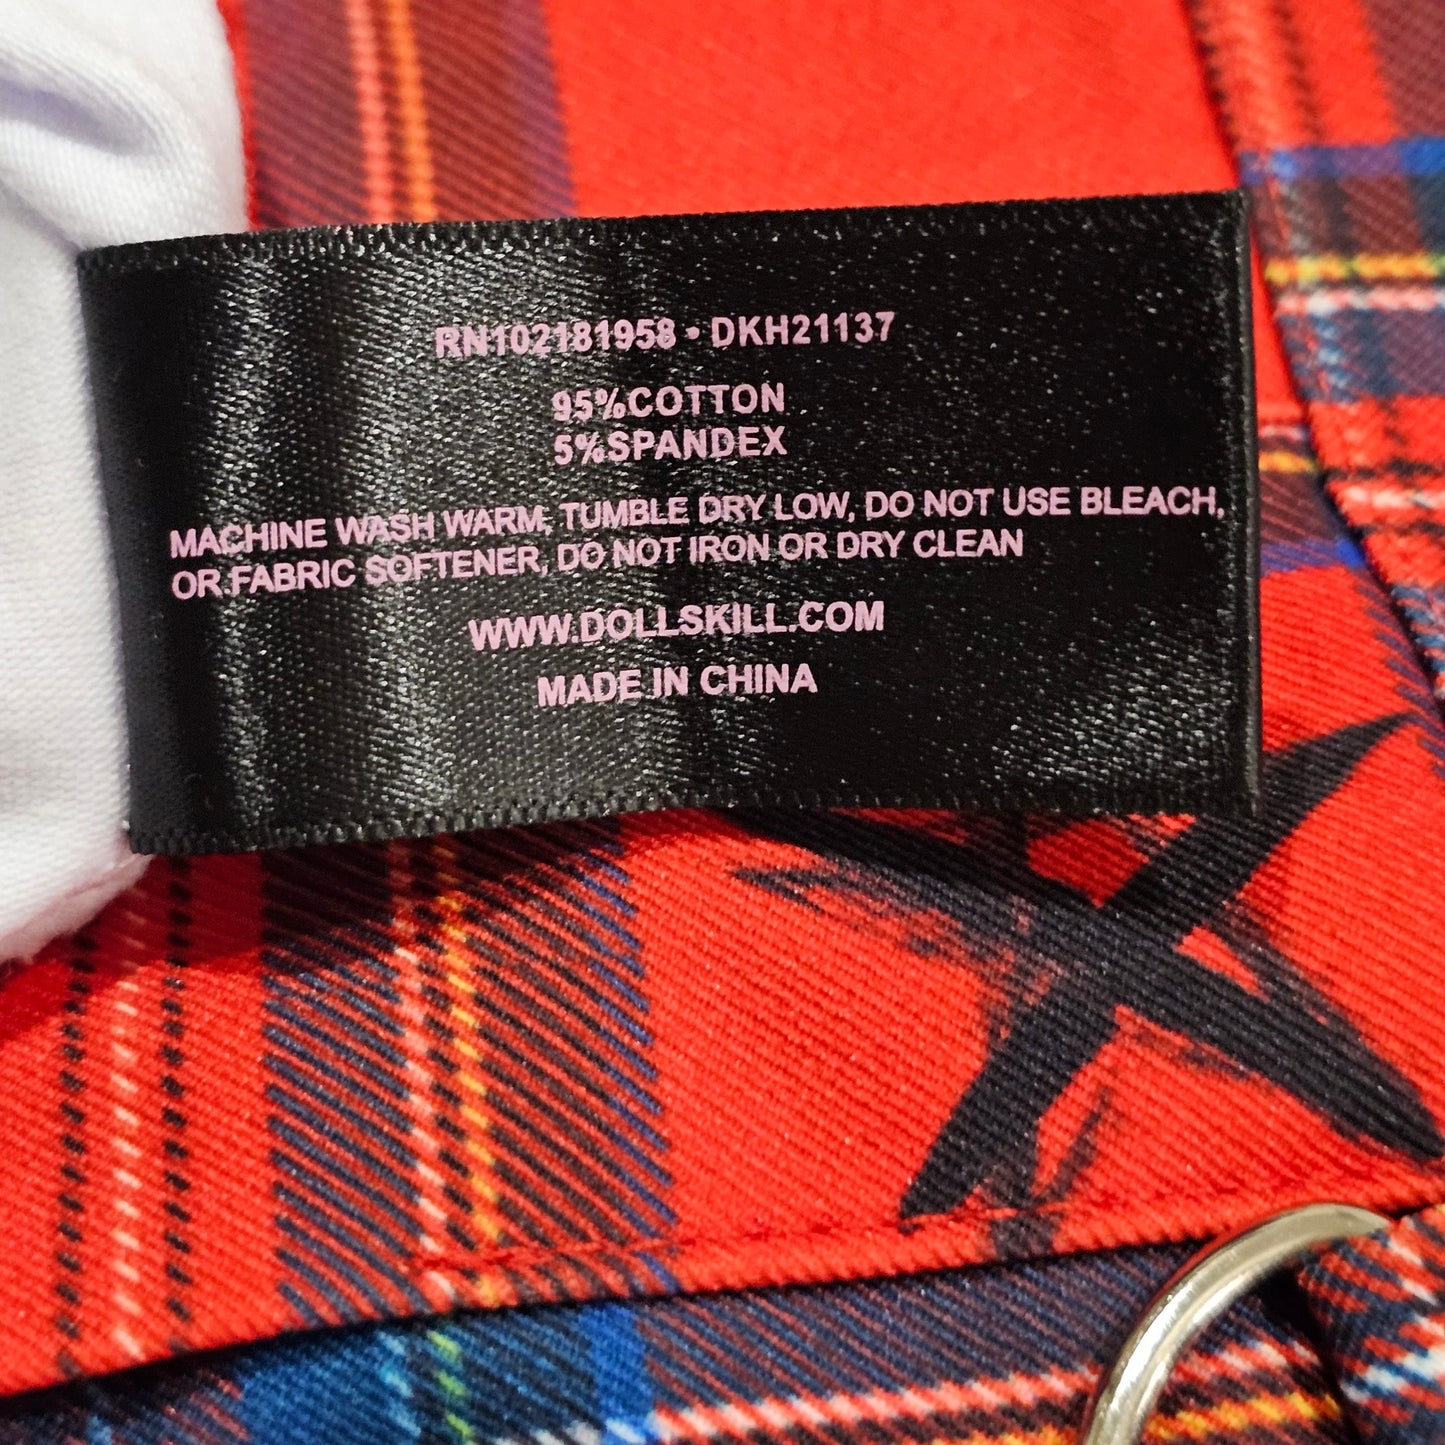 RN102181958 • DKH21137
95%COTTON
5%SPANDEX
MACHINE WASH WARM, TUMBLE DRY LOW, DO NOT USE BLEACH,
OR FABRIC SOFTENER, DO NOT IRON OR DRY CLEAN
WWW.DOLLSKILL.COM
MADE IN CHINA